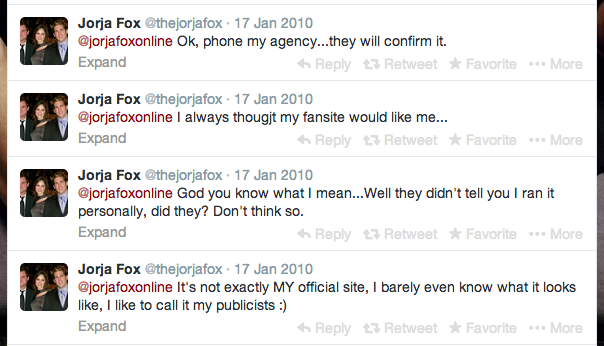 Jorja Fox @thejorjafox · 17 Jan 2010
@jorjafoxonline Ok, phone my agency...they will confirm it.
Expand Reply Retweet Favorite More
Jorja Fox @thejorjafox · 17 Jan 2010
@jorjafoxonline I always thougjt my fansite would like me...
Expand Reply Retweet Favorite More
Jorja Fox @thejorjafox · 17 Jan 2010
@jorjafoxonline God you know what I mean...Well they didn't tell you I ran it
personally, did they? Don't think so.
Expand Reply Retweet Favorite More
Jorja Fox @thejorjafox · 17 Jan 2010
@jorjafoxonline It's not exactly MY official site, I barely even know what it looks
like, I like to call it my publicists :)
Expand Reply Retweet Favorite More